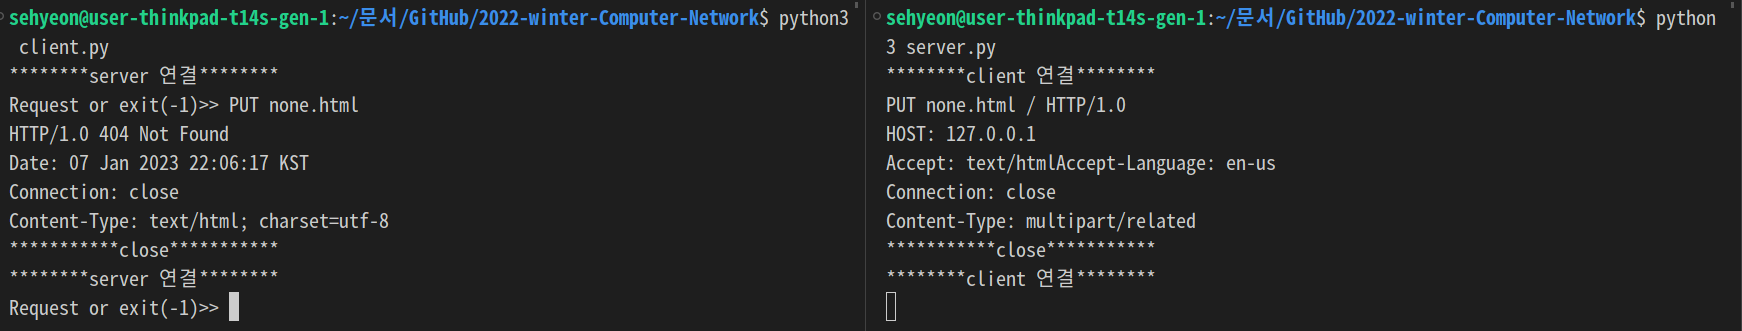 sehyeon@user-thinkpad-t14s-gen-1:~/문서/GitHub/2022-winter-Computer-Network$ python3
 client.py
********server 연결********
Request or exit(-1)>> PUT none.html
HTTP/1.0 404 Not Found
Date: 07 Jan 2023 22:06:17 KST
Connection: close
Content-Type: text/html; charset=utf-8
***********close***********
********server 연결********
Request or exit(-1)>>
sehyeon@user-thinkpad-t14s-gen-1:~/문서/GitHub/2022-winter-Computer-Network$ python
3 server.py
********client 연결********
PUT none.html / HTTP/1.0
HOST: 127.0.0.1
Accept: text/htmlAccept-Language: en-us
Connection: close
Content-Type: multipart/related
***********close***********
********client 연결********